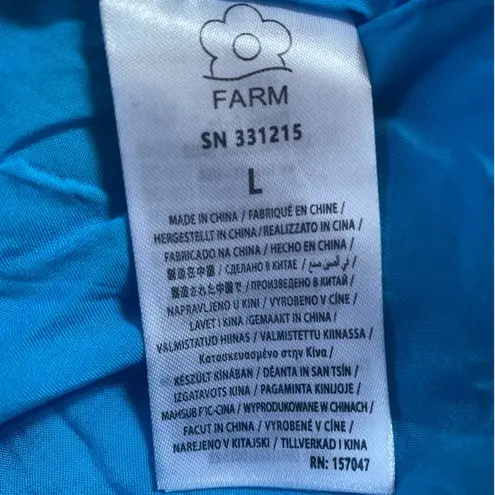 FARM
SN 331215
L
MADE IN CHINA / FABRIQUÉ EN CHINE /
HERGESTELLT IN CHINA /REALIZZATO IN CINA/
FABRICADO NA CHINA / HECHO EN CHINA /
製造在中國 / СДЕЛАНО В КИТАЕ / في الصين صنع /
製造された中国で / ПРОИЗВЕДЕНО В КИТАЙ /
NAPRAVLJENO U KINI / VYROBENO V CÍNE /
LAVET I KINA /GEMAAKT IN CHINA /
VALMISTATUD HIINAS / VALMISTETTU KIINASSA /
Κατασκευασμένο στην Κίνα /
KÉSZÜLT KÍNÁBAN / DÉANTA IN SAN TSÍN /
IZGATAVOTS KINA / PAGAMINTA KINIJOJE /
MAHSUB F'IC-CINA / WYPRODUKOWANE W CHINACH /
FACUT IN CHINA / VYROBENÉ V CÍNE /
NAREJENO V KITAJSKI / TILLVERKAD I KINA
RN: 157047